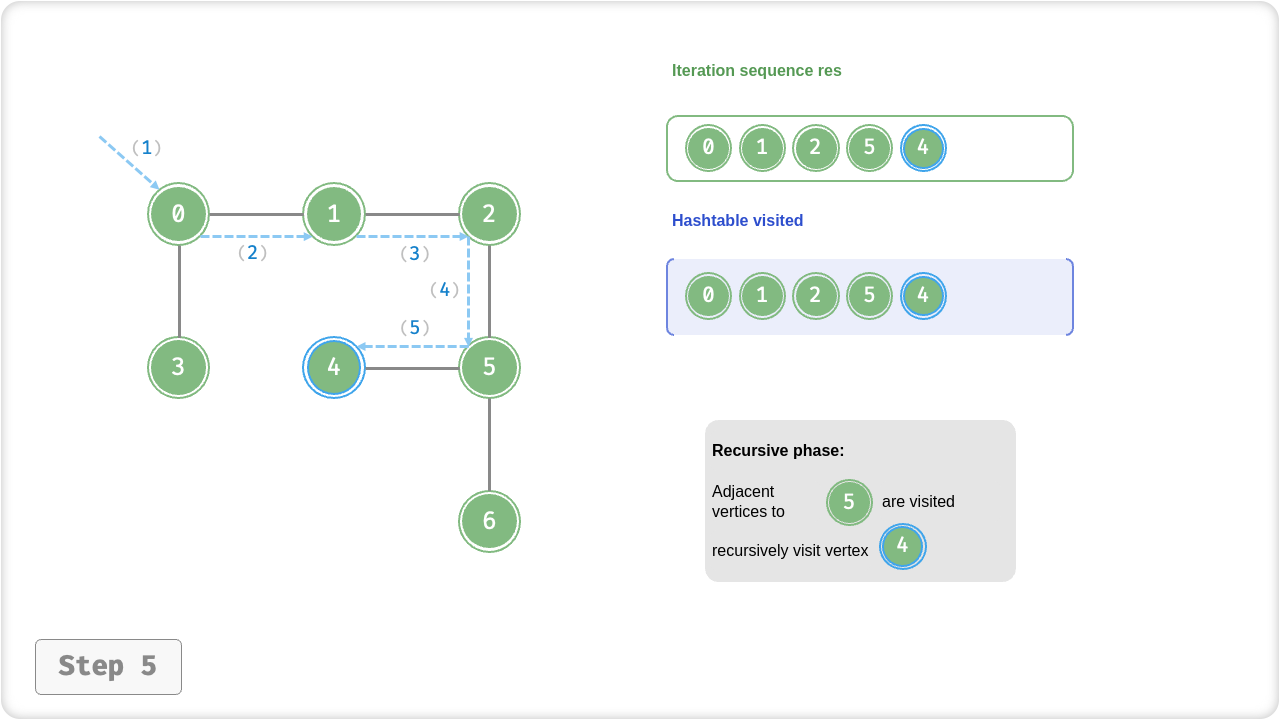 Iteration sequence res
(1)
0 1 2 5 4
0 1 2
Hashtable visited
(2) (3)
(4)
0 1 2 5 4
(5)
3 4 5
Recursive phase:
Adjacent
vertices to 5 are visited
recursively visit vertex 4
6
Step 5